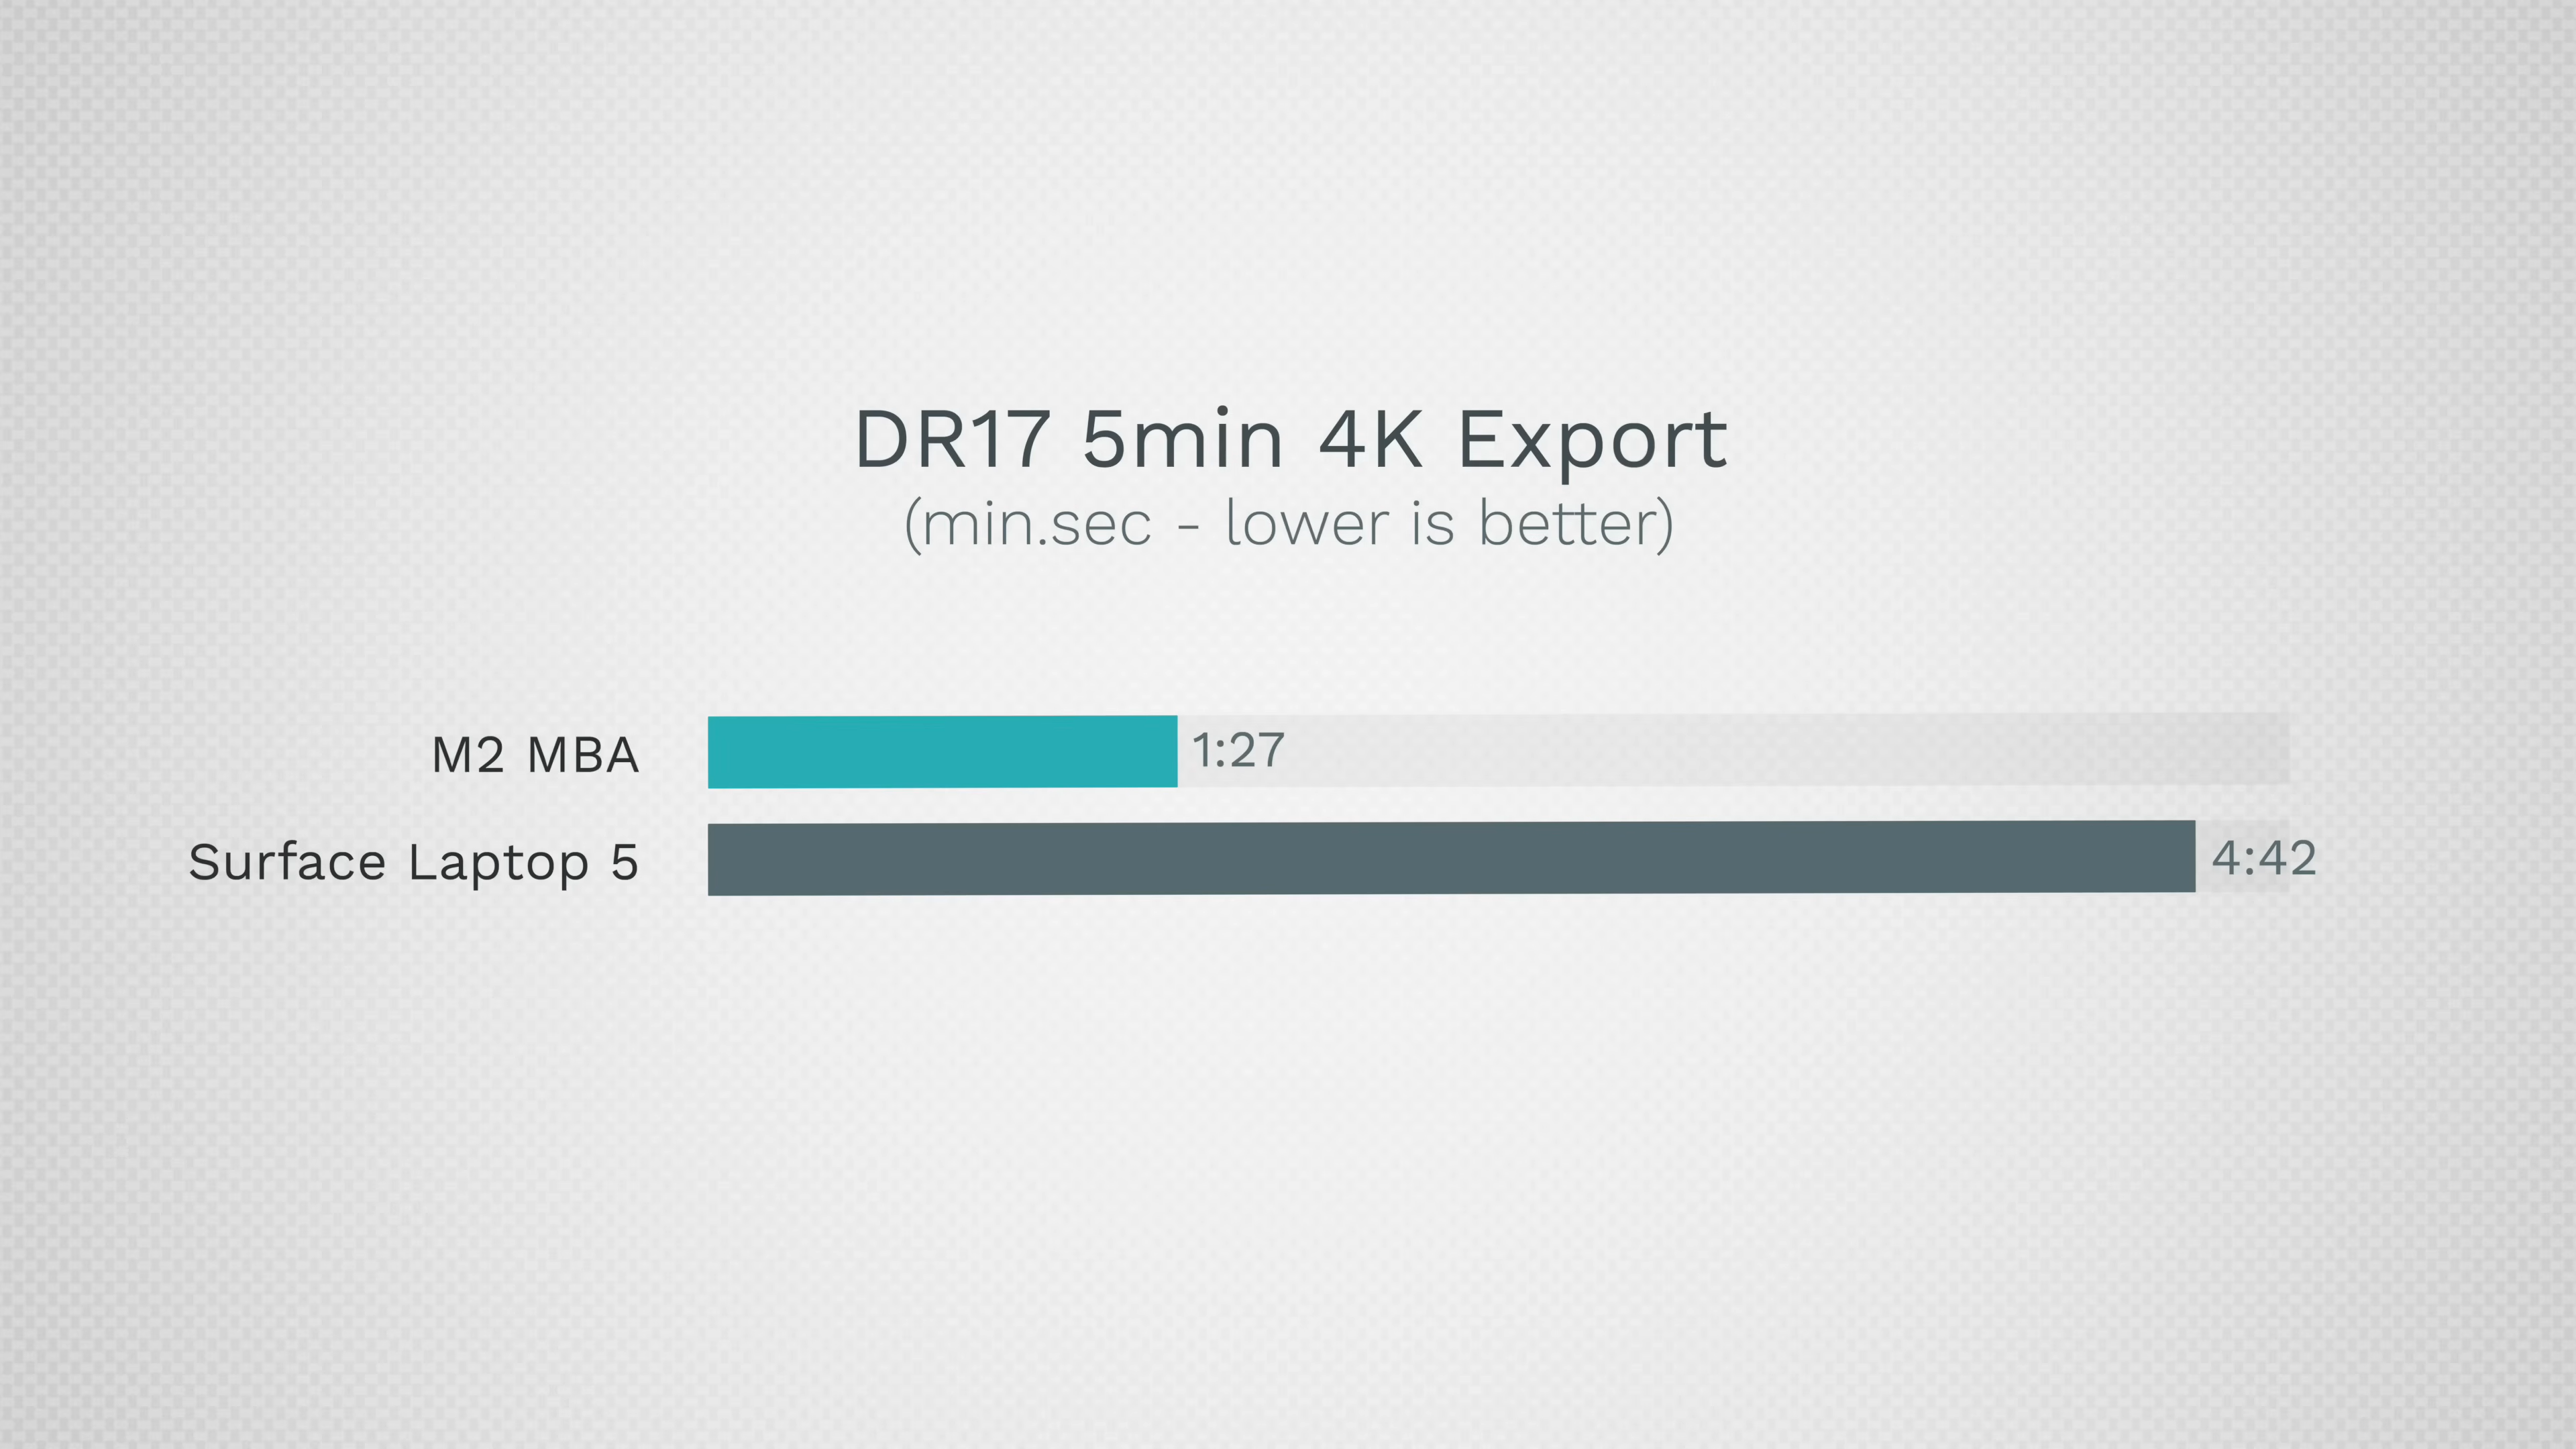 DR17 5min 4K Export
(min.sec - lower is better)
M2 MBA 1:27
Surface Laptop 5 4:42